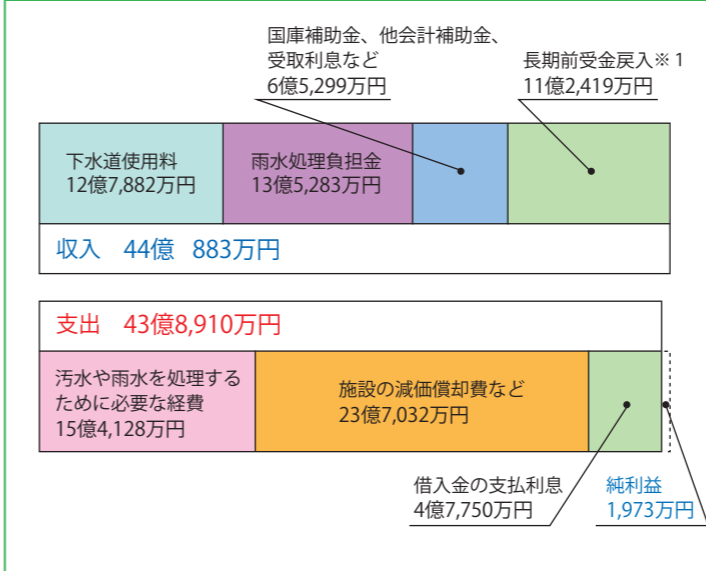 国庫補助金、他会計補助金、
受取利息など
6億5,299万円
長期前受金戻入※1
11億2,419万円
下水道使用料
12億7,882万円
雨水処理負担金
13億5,283万円
収入 44億 883万円
支出 43億8,910万円
汚水や雨水を処理する
ために必要な経費
15億4,128万円
施設の減価償却費など
23億7,032万円
借入金の支払利息
4億7,750万円
純利益
1,973万円